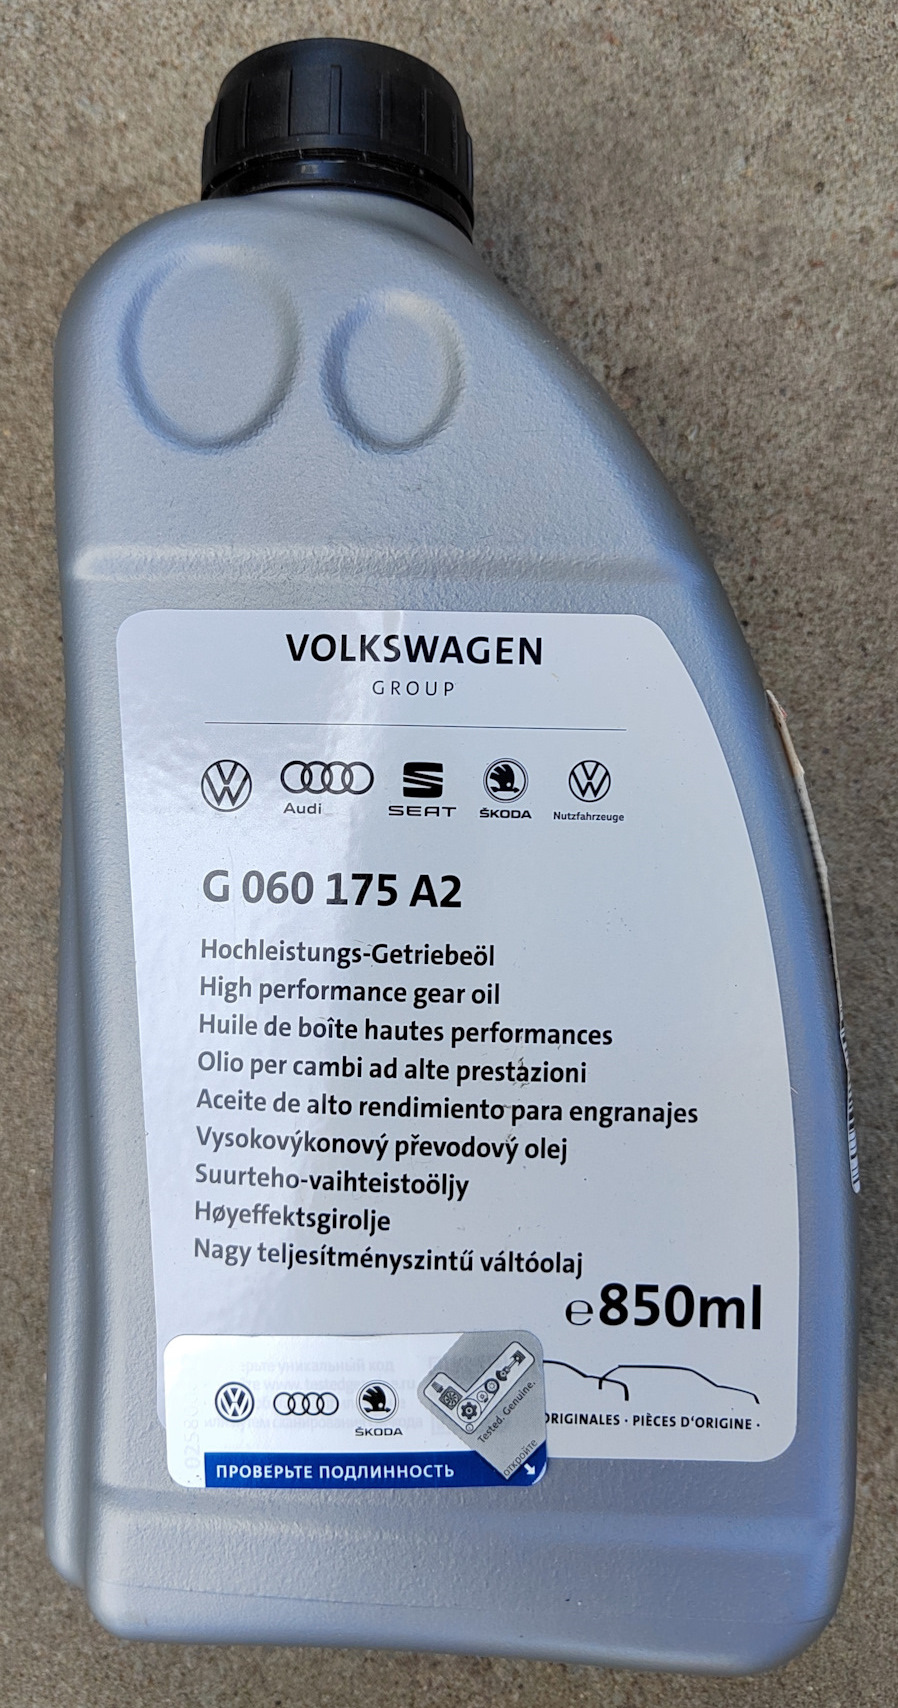 VOLKSWAGEN
GROUP
Audi
SEAT
ŠKODA
Nutzfahrzeuge
G 060 175 A2
Hochleistungs-Getriebeöl
High performance gear oil
Huile de boîte hautes performances
Olio per cambi ad alte prestazioni
Aceite de alto rendimiento para engranajes
Vysokovýkonový převodový olej
Suurteho-vaihteistoöljy
Høyeffektsgirolje
Nagy teljesítményszintű váltóolaj
℮850ml
ŠKODA
Tested. Genuine.
откройте
ПРОВЕРЬТЕ ПОДЛИННОСТЬ
ORIGINALES · PIÈCES D'ORIGINE ·